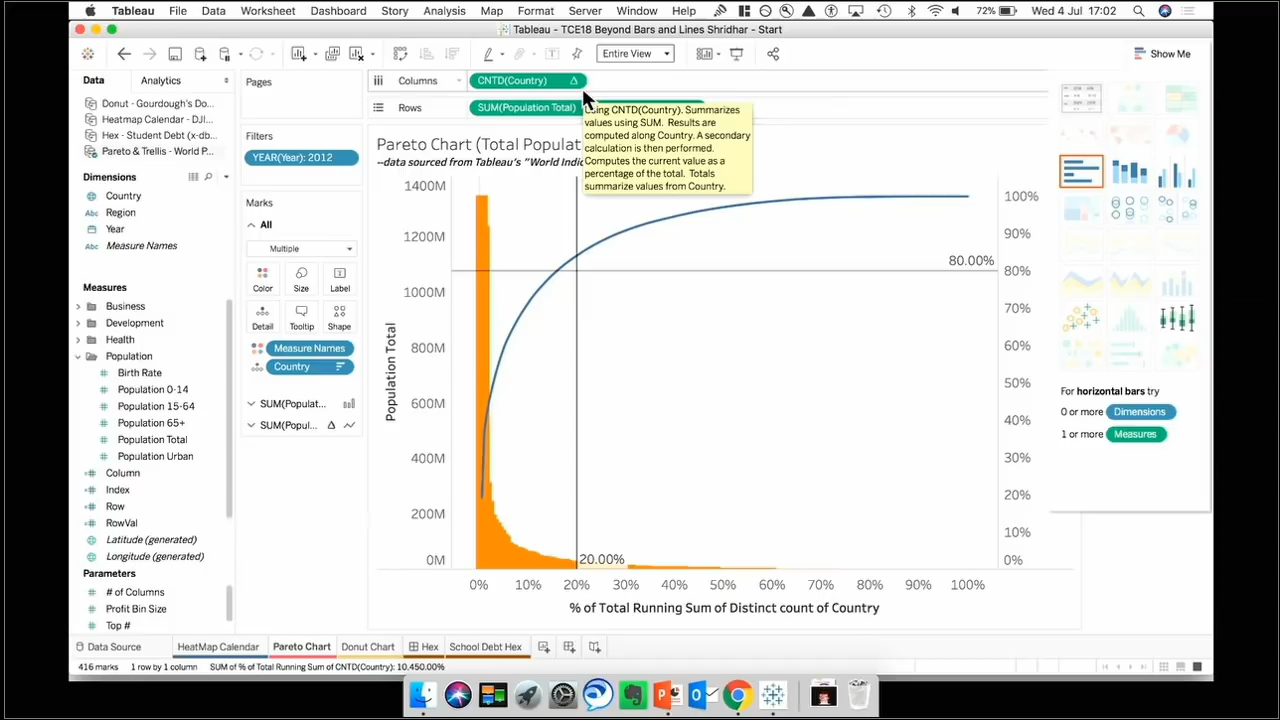 Tableau File Data Worksheet Dashboard Story Analysis Map Format Server Window Help 72% Wed 4 Jul 17:02
Tableau - TCE18 Beyond Bars and Lines Shridhar - Start
Entire View
Show Me
Data Analytics
Donut - Gourdough's Do...
Heatmap Calendar - DJI...
Hex - Student Debt (x-db...
Pareto & Trellis - World P...
Dimensions
Country
Region
Year
Measure Names
Measures
Business
Development
Health
Population
Birth Rate
Population 0-14
Population 15-64
Population 65+
Population Total
Population Urban
Column
Index
Row
RowVal
Latitude (generated)
Longitude (generated)
Parameters
# of Columns
Profit Bin Size
Top #
Pages
Filters
YEAR(Year): 2012
Marks
All
Multiple
Color Size Label
Detail Tooltip Shape
Measure Names
Country
SUM(Populat...
SUM(Popul...
Columns CNTD(Country)
Rows SUM(Population Total)
Using CNTD(Country). Summarizes
values using SUM. Results are
computed along Country. A secondary
calculation is then performed.
Computes the current value as a
percentage of the total. Totals
summarize values from Country.
Pareto Chart (Total Populat
--data sourced from Tableau's "World Indi
Population Total
1400M
1200M
1000M
800M
600M
400M
200M
0M
100%
90%
80%
70%
60%
50%
40%
30%
20%
10%
0%
80.00%
20.00%
0% 10% 20% 30% 40% 50% 60% 70% 80% 90% 100%
% of Total Running Sum of Distinct count of Country
For horizontal bars try
0 or more Dimensions
1 or more Measures
Data Source HeatMap Calendar Pareto Chart Donut Chart Hex School Debt Hex
416 marks 1 row by 1 column SUM of % of Total Running Sum of CNTD(Country): 10,450.00%